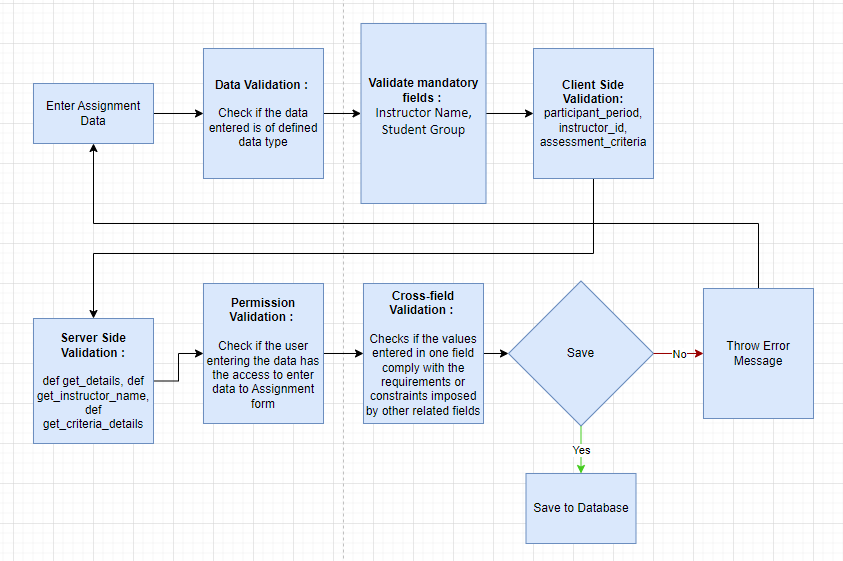 Enter Assignment
Data
Data Validation :
Check if the data
entered is of defined
data type
Validate mandatory
fields :
Instructor Name,
Student Group
Client Side
Validation:
participant_period,
instructor_id,
assessment_criteria
Server Side
Validation :
def get_details, def
get_instructor_name,
def
get_criteria_details
Permission
Validation :
Check if the user
entering the data has
the access to enter
data to Assignment
form
Cross-field
Validation :
Checks if the values
entered in one field
comply with the
requirements or
constraints imposed
by other related fields
Save
No
Throw Error
Message
Yes
Save to Database